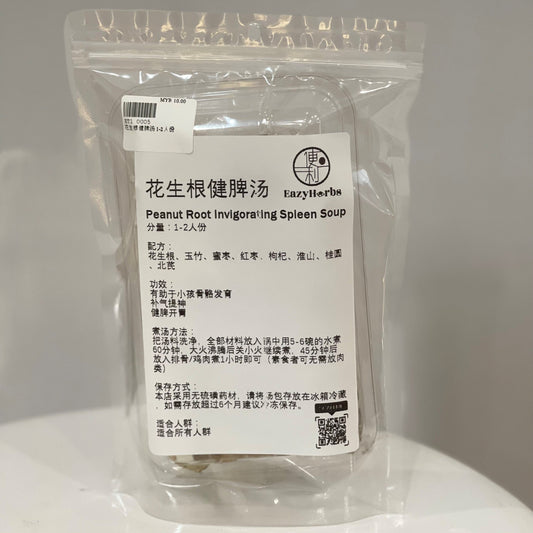 MYR 10.00
0005
花生根健脾汤1-2人份
便利
EazyHerbs
花生根健脾汤
Peanut Root Invigorating Spleen Soup
分量：1-2人份
配方：
花生根、玉竹、蜜枣、红枣、枸杞、淮山、桂圆
、北芪
功效：
有助于小孩骨骼发育
补气提神
健脾开胃
煮汤方法：
把汤料洗净，全部材料放入锅中用5-6碗的水煮
60分钟，大火沸腾后关小火继续煮，45分钟后
放入排骨/鸡肉煮1小时即可（素食者可无需放肉
类）
保存方式：
本店采用无硫磺药材，请将汤包存放在冰箱冷藏
，如需存放超过6个月建议冷冻保存。
适合人群：
适合所有人群